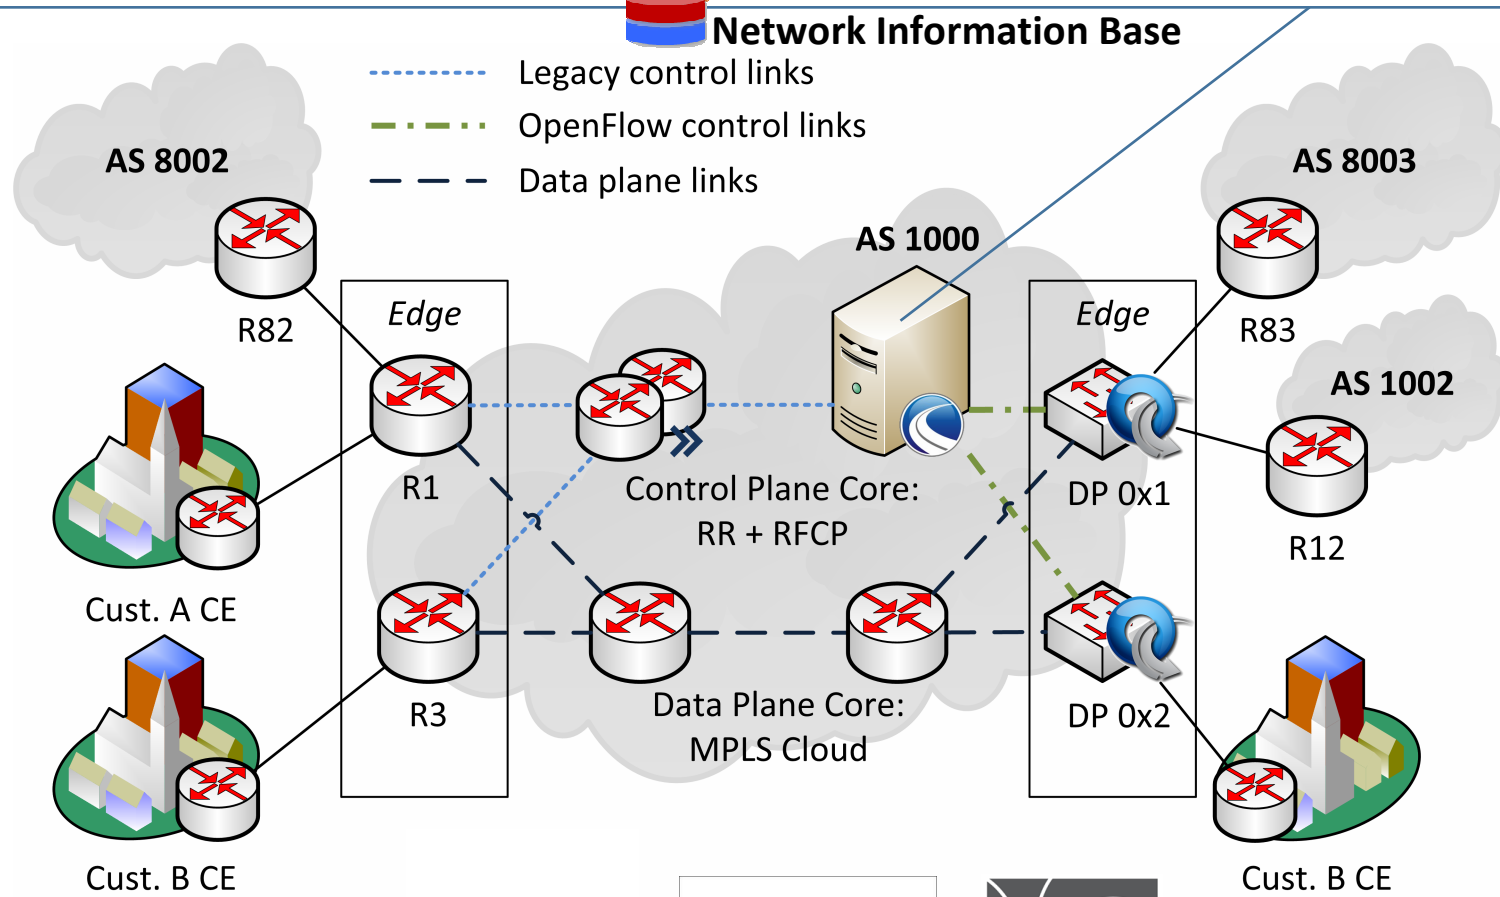 Network Information Base
Legacy control links
OpenFlow control links
Data plane links
AS 8002
AS 8003
AS 1000
R82
Edge
Edge
R83
AS 1002
R1
Control Plane Core:
RR + RFCP
DP 0x1
R12
Cust. A CE
R3
Data Plane Core:
MPLS Cloud
DP 0x2
Cust. B CE
Cust. B CE